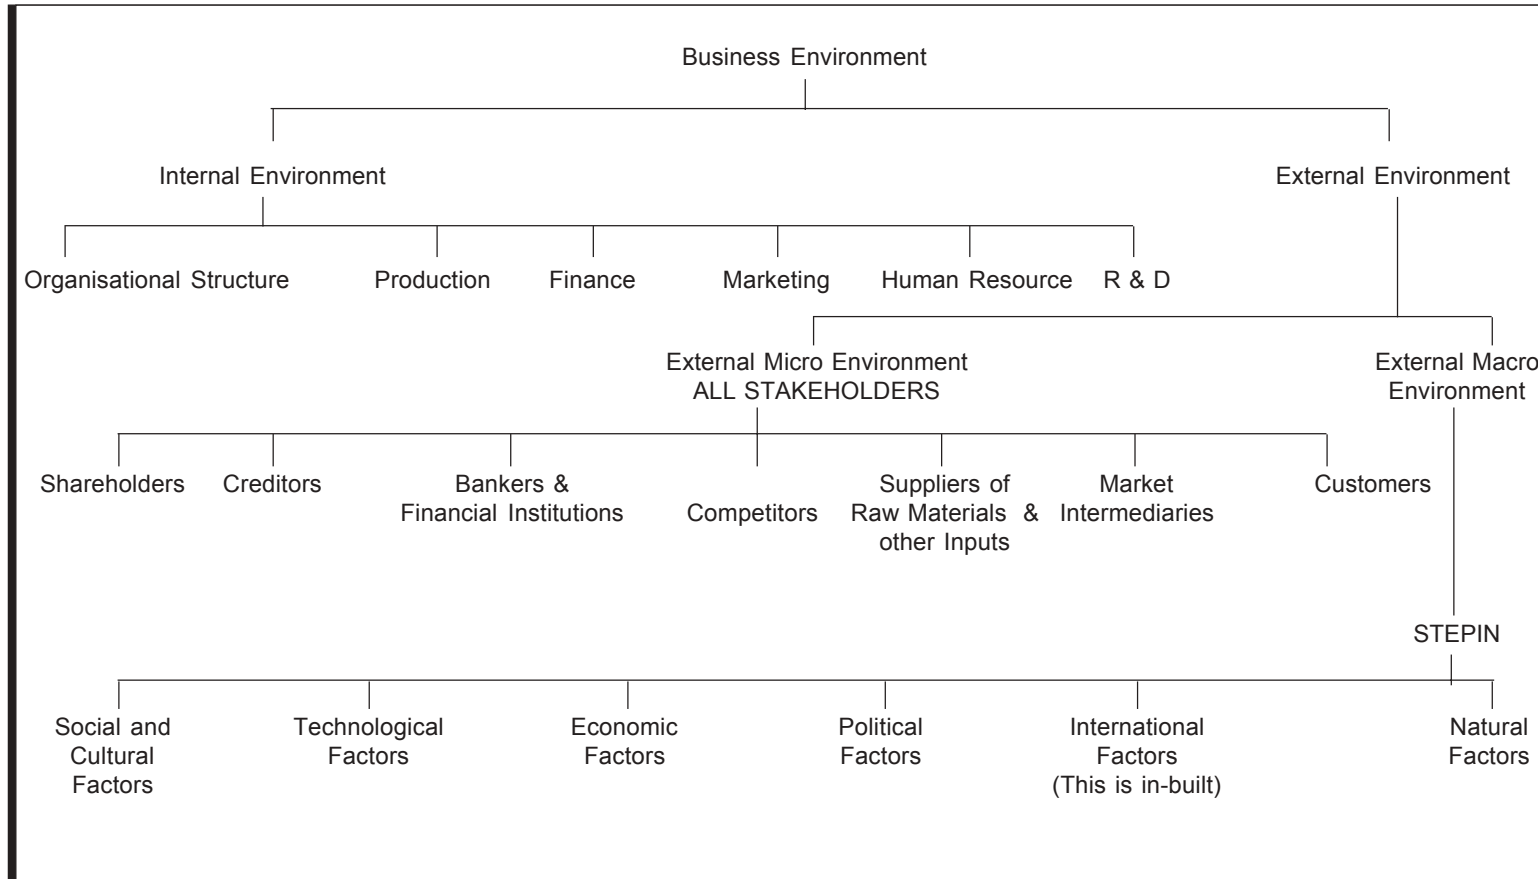 Business Environment
Internal Environment
External Environment
Organisational Structure
Production
Finance
Marketing
Human Resource
R & D
External Micro Environment
ALL STAKEHOLDERS
External Macro
Environment
Shareholders
Creditors
Bankers &
Financial Institutions
Competitors
Suppliers of
Raw Materials &
other Inputs
Market
Intermediaries
Customers
STEPIN
Social and
Cultural
Factors
Technological
Factors
Economic
Factors
Political
Factors
International
Factors
(This is in-built)
Natural
Factors